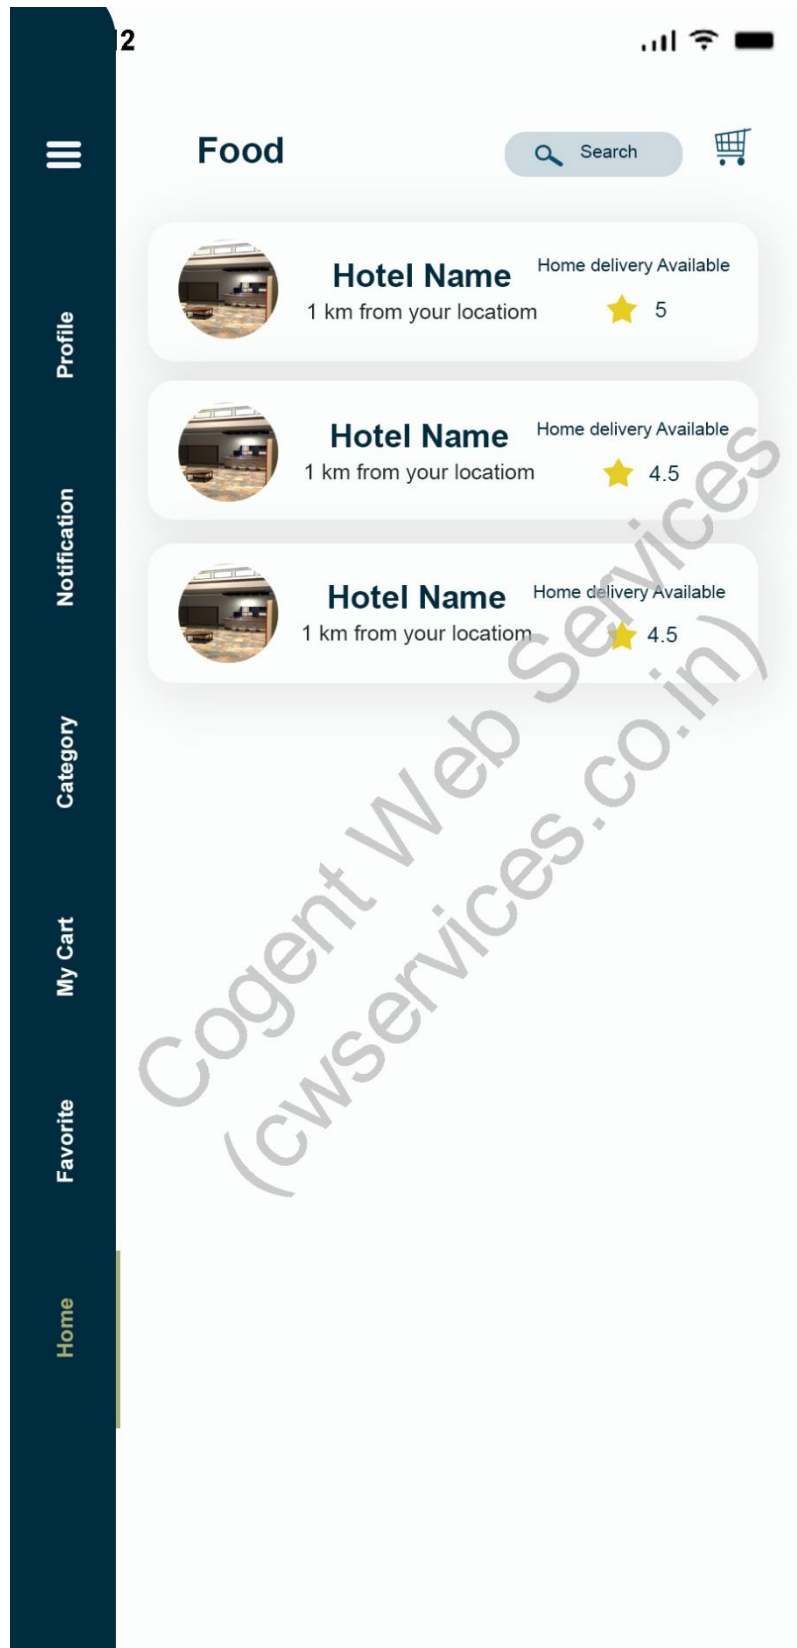 12
Food
Search
Hotel Name
Home delivery Available
1 km from your locatiom
5
Hotel Name
Home delivery Available
1 km from your locatiom
4.5
Hotel Name
Home delivery Available
1 km from your locatiom
4.5
Profile
Notification
Category
My Cart
Favorite
Home
Cogent Web Services
(cwservices.co.in)